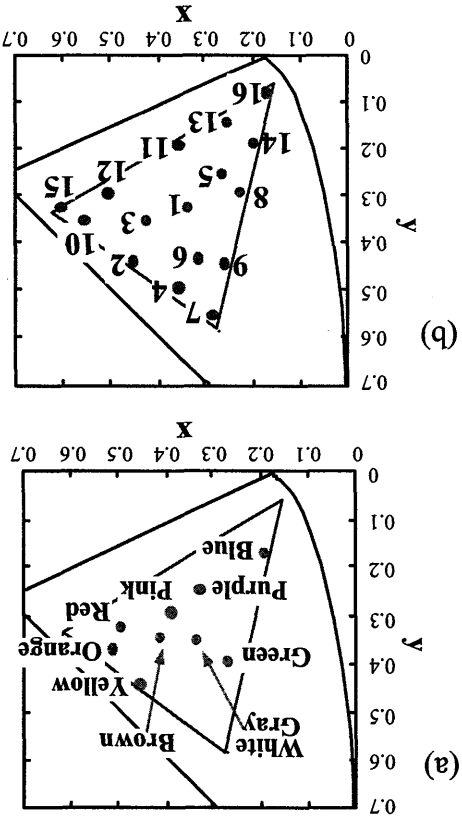 (a)
0.7
0.6
0.5
0.4
y
0.3
0.2
0.1
0
White
Gray
Brown
Yellow
Green
Orange
Red
Pink
Purple
Blue
0 0.1 0.2 0.3 0.4 0.5 0.6 0.7
x
(b)
0.7
0.6
0.5
0.4
y
0.3
0.2
0.1
0
7
4
9
6
2
10
3
8
1
15
5
12
14
11
13
16
0 0.1 0.2 0.3 0.4 0.5 0.6 0.7
x